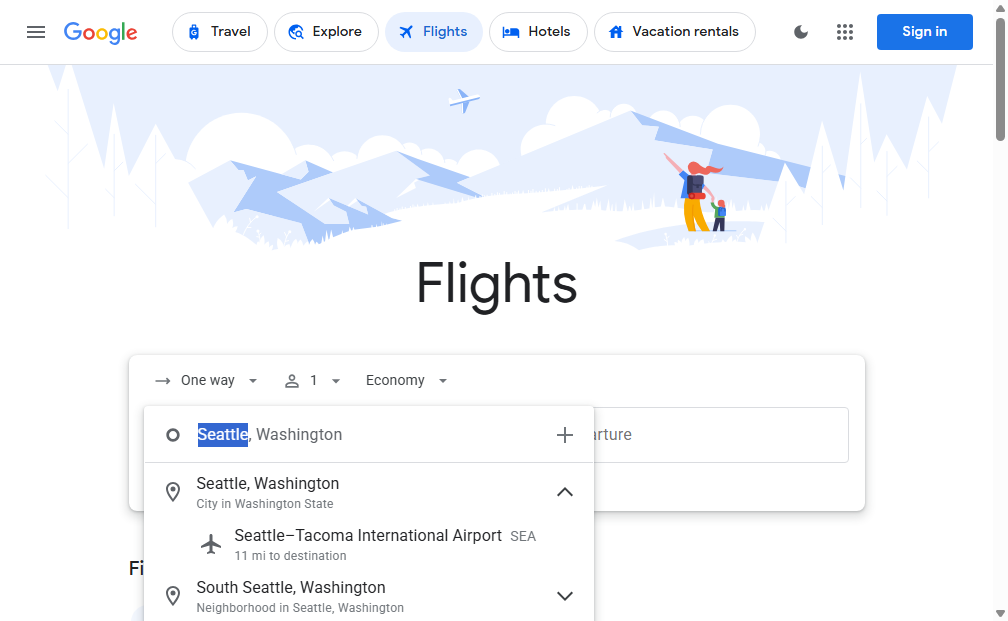 Google
Travel
Explore
Flights
Hotels
Vacation rentals
Sign in
Flights
One way
1
Economy
Seattle, Washington
Seattle, Washington
City in Washington State
Seattle–Tacoma International Airport SEA
11 mi to destination
South Seattle, Washington
Neighborhood in Seattle, Washington